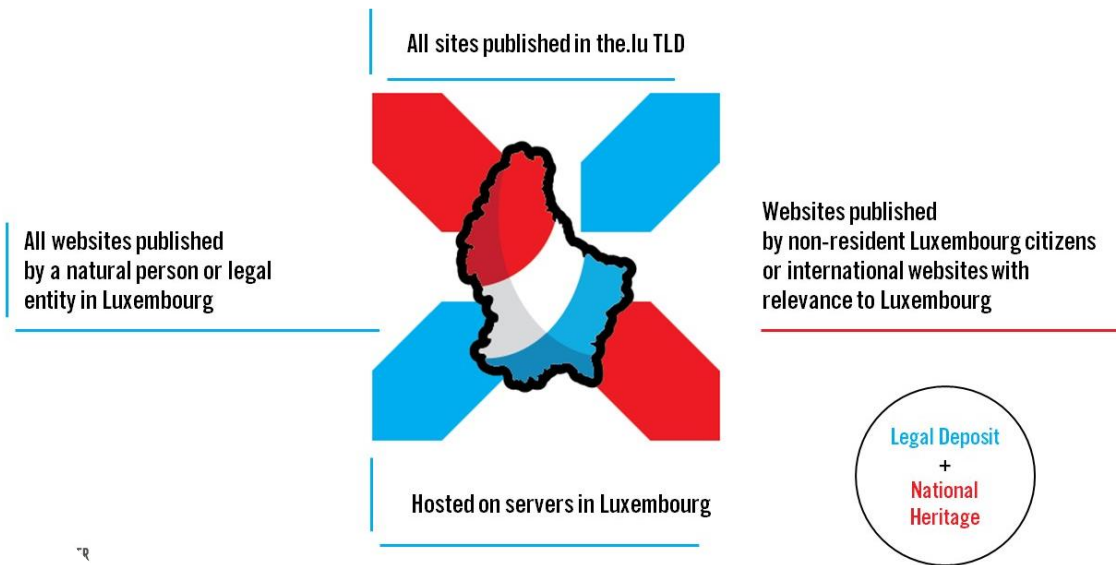 All sites published in the.lu TLD
All websites published
by a natural person or legal
entity in Luxembourg
Websites published
by non-resident Luxembourg citizens
or international websites with
relevance to Luxembourg
Hosted on servers in Luxembourg
Legal Deposit
+
National
Heritage